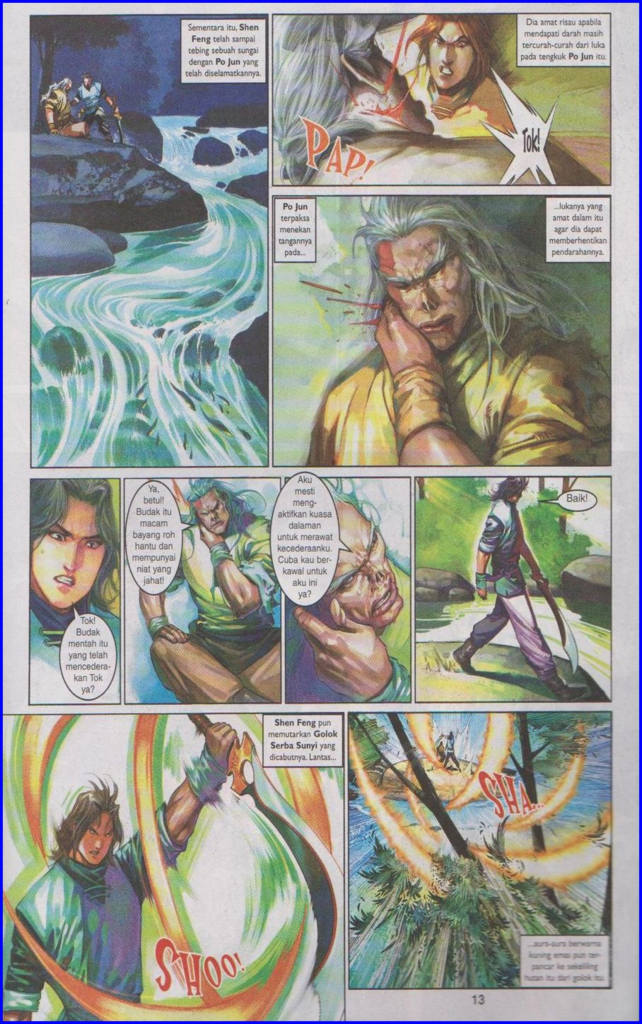 Sementara itu, Shen
Feng telah sampai
tebing sebuah sungai
dengan Po Jun yang
telah diselamatkannya.
Dia amat risau apabila
mendapati darah masih
tercurah-curah dari luka
pada tengkuk Po Jun itu.
PAP!
Tok!
Po Jun
terpaksa
menekan
tangannya
pada...
...lukanya yang
amat dalam itu
agar dia dapat
memberhentikan
pendarahannya.
Tok!
Budak
mentah itu
yang telah
mencedera-
kan Tok
ya?
Ya,
betul!
Budak itu
macam
bayang roh
hantu dan
mempunyai
niat yang
jahat!
Aku
mesti
meng-
aktifkan kuasa
dalaman
untuk merawat
kecederaanku.
Cuba kau ber-
kawal untuk
aku ini
ya?
Baik!
Shen Feng pun
memutarkan Golok
Serba Sunyi yang
dicabutnya. Lantas...
SHOO!
SHA...
...aura-aura berwarna
kuning emas pun ter-
pancar ke sekeliling
hutan itu dari golok itu.
13